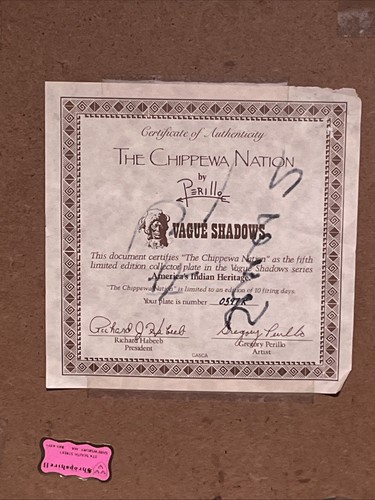 Certificate of Authenticity
THE CHIPPEWA NATION
by
PERILLO
VAGUE SHADOWS
This document certifies "The Chippewa Nation" as the fifth
limited edition collector plate in the Vague Shadows series
America's Indian Heritage
"The Chippewa Nation" is limited to an edition of 10 firing days.
Your plate is number
Richard J. Habeeb Gregory Perillo
Richard Habeeb Gregory Perillo
President Artist
GASCA